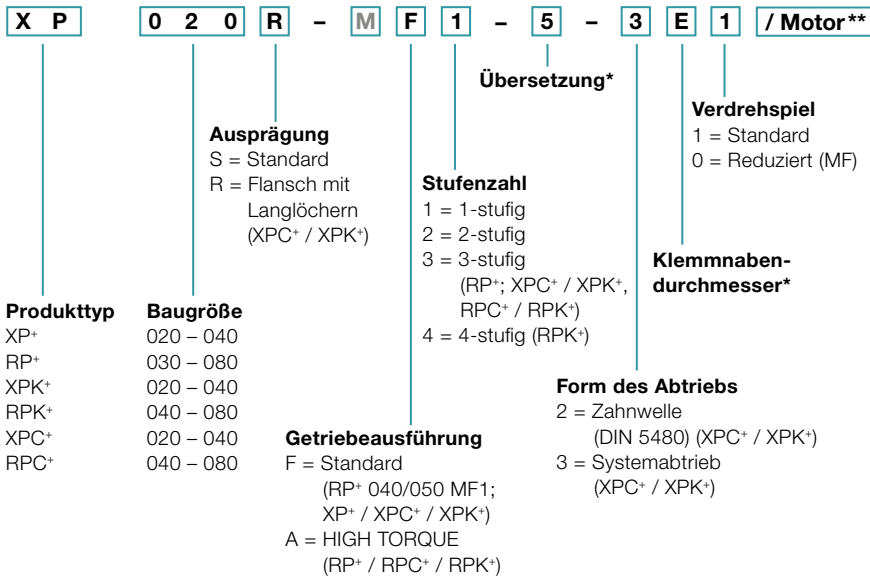 X P 0 2 0 R – M F 1 – 5 – 3 E 1 / Motor**
Übersetzung*
Verdrehspiel
1 = Standard
0 = Reduziert (MF)
Ausprägung
S = Standard
R = Flansch mit
Langlöchern
(XPC⁺ / XPK⁺)
Stufenzahl
1 = 1-stufig
2 = 2-stufig
3 = 3-stufig
(RP⁺; XPC⁺ / XPK⁺,
RPC⁺ / RPK⁺)
4 = 4-stufig (RPK⁺)
Klemmnaben-
durchmesser*
Produkttyp
XP⁺
RP⁺
XPK⁺
RPK⁺
XPC⁺
RPC⁺
Baugröße
020 – 040
030 – 080
020 – 040
040 – 080
020 – 040
040 – 080
Getriebeausführung
F = Standard
(RP⁺ 040/050 MF1;
XP⁺ / XPC⁺ / XPK⁺)
A = HIGH TORQUE
(RP⁺ / RPC⁺ / RPK⁺)
Form des Abtriebs
2 = Zahnwelle
(DIN 5480) (XPC⁺ / XPK⁺)
3 = Systemabtrieb
(XPC⁺ / XPK⁺)